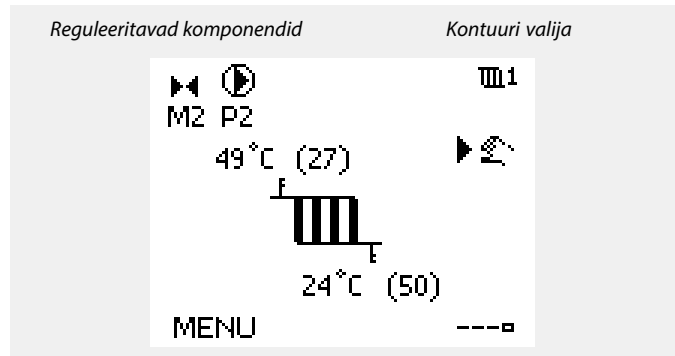 Reguleeritavad komponendid Kontuuri valija
1
M2 P2
49°C (27)
24°C (50)
MENU ---